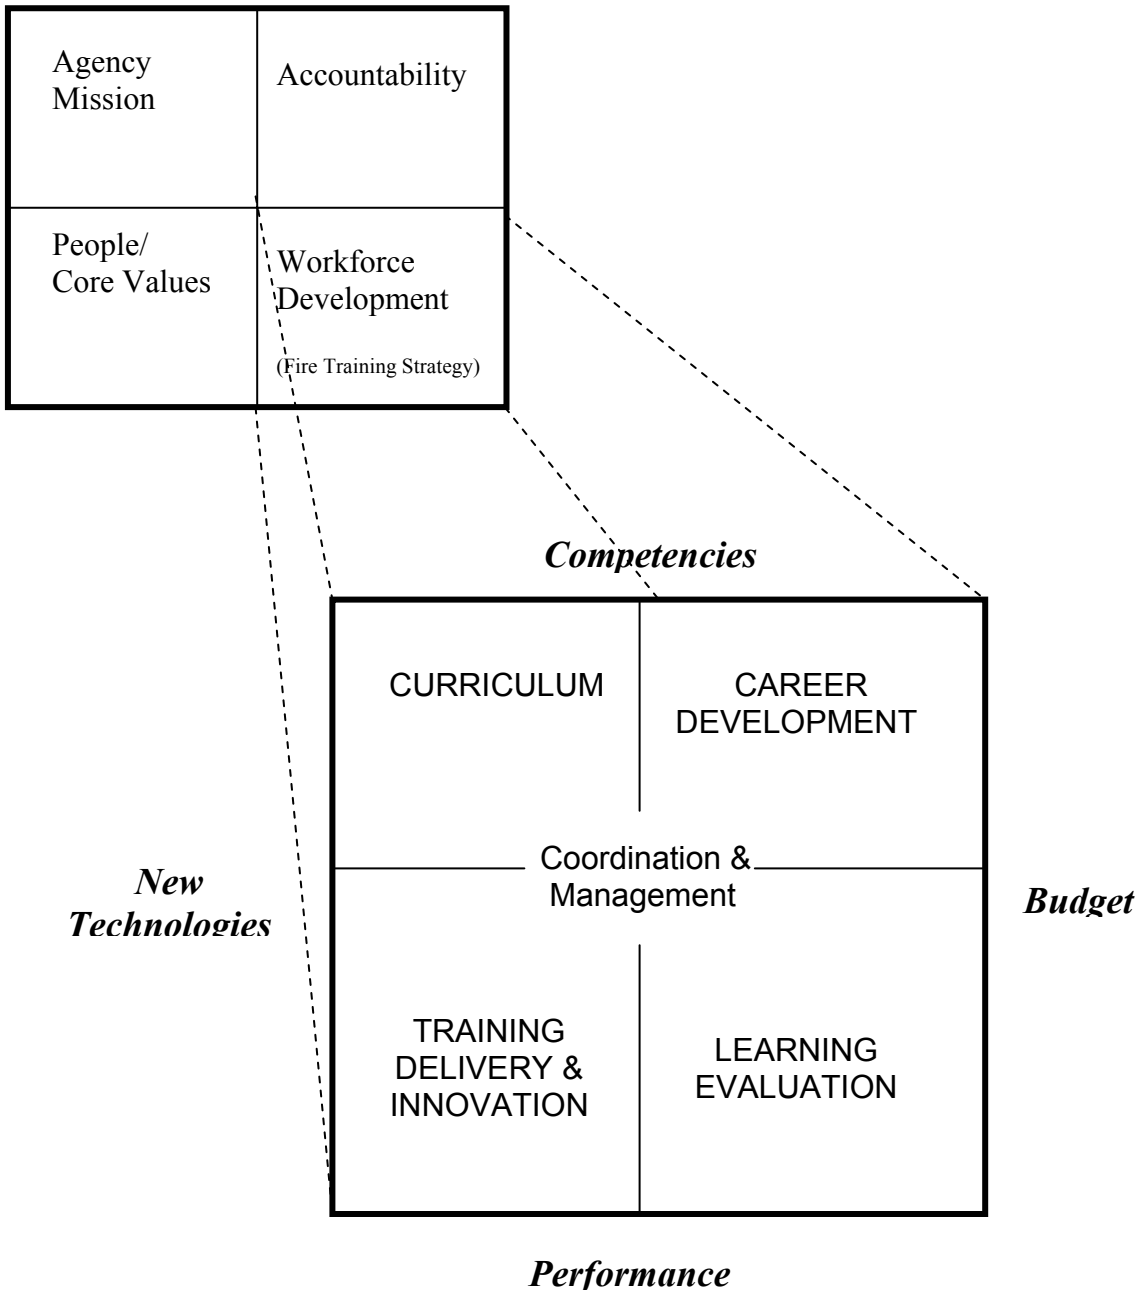 Agency
Mission
Accountability
People/
Core Values
Workforce
Development
(Fire Training Strategy)
Competencies
CURRICULUM
CAREER
DEVELOPMENT
Coordination &
Management
New
Technologies
Budget
TRAINING
DELIVERY &
INNOVATION
LEARNING
EVALUATION
Performance